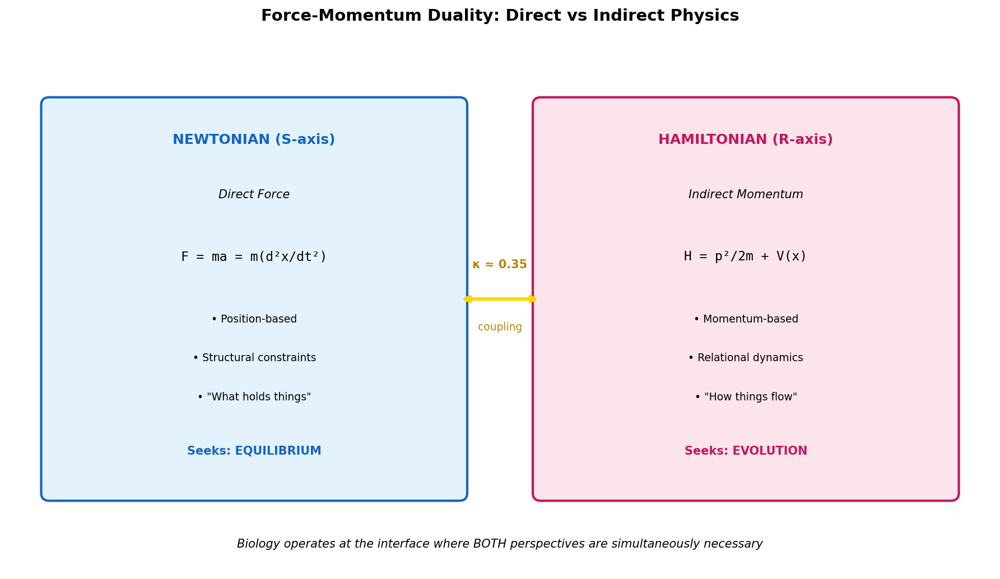 Force-Momentum Duality: Direct vs Indirect Physics
NEWTONIAN (S-axis)
Direct Force
F = ma = m(d²x/dt²)
• Position-based
• Structural constraints
• "What holds things"
Seeks: EQUILIBRIUM
κ ≈ 0.35
coupling
HAMILTONIAN (R-axis)
Indirect Momentum
H = p²/2m + V(x)
• Momentum-based
• Relational dynamics
• "How things flow"
Seeks: EVOLUTION
Biology operates at the interface where BOTH perspectives are simultaneously necessary